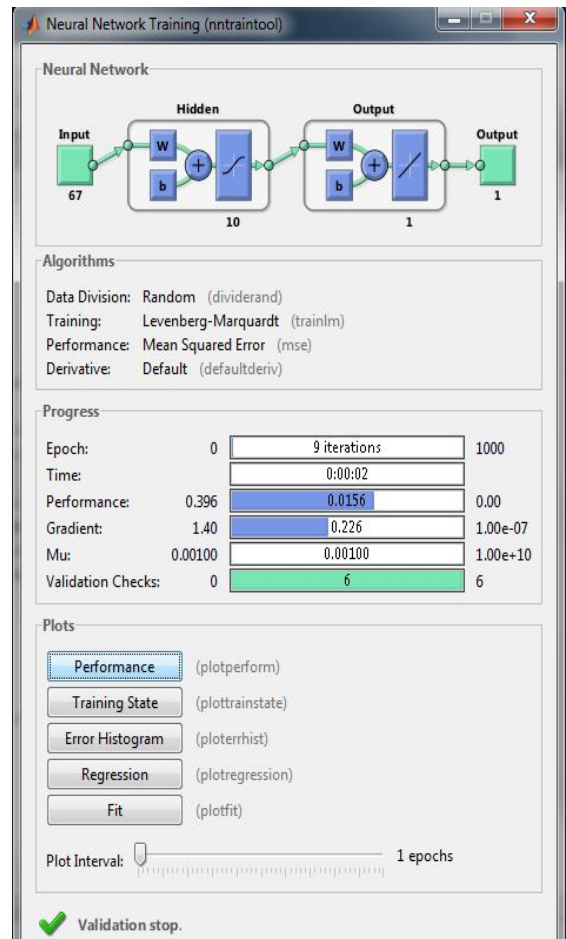 Neural Network Training (nntraintool)
Neural Network
Hidden
Output
Input
W
b
W
b
Output
67
10
1
1
Algorithms
Data Division: Random (dividerand)
Training: Levenberg-Marquardt (trainlm)
Performance: Mean Squared Error (mse)
Derivative: Default (defaultderiv)
Progress
Epoch: 0 9 iterations 1000
Time: 0:00:02
Performance: 0.396 0.0156 0.00
Gradient: 1.40 0.226 1.00e-07
Mu: 0.00100 0.00100 1.00e+10
Validation Checks: 0 6 6
Plots
Performance (plotperform)
Training State (plottrainstate)
Error Histogram (ploterrhist)
Regression (plotregression)
Fit (plotfit)
Plot Interval: 1 epochs
Validation stop.